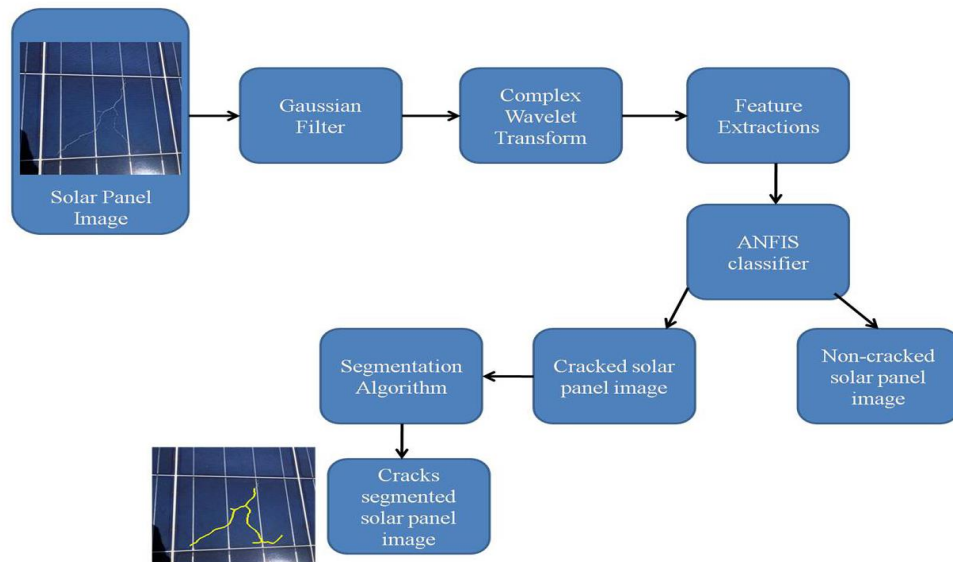 Solar Panel
Image
Gaussian
Filter
Complex
Wavelet
Transform
Feature
Extractions
ANFIS
classifier
Segmentation
Algorithm
Cracked solar
panel image
Non-cracked
solar panel
image
Cracks
segmented
solar panel
image